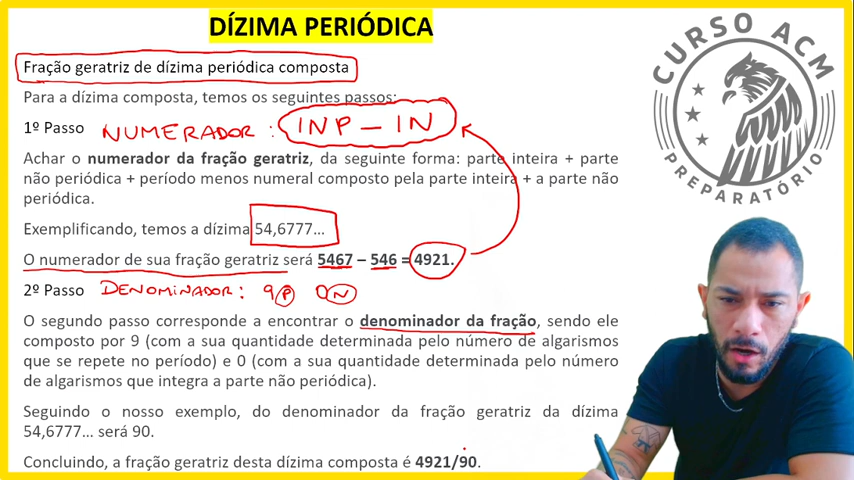 DÍZIMA PERIÓDICA
Fração geratriz de dízima periódica composta
Para a dízima composta, temos os seguintes passos:
1º Passo NUMERADOR : INP - IN
Achar o numerador da fração geratriz, da seguinte forma: parte inteira + parte
não periódica + período menos numeral composto pela parte inteira + a parte não
periódica.
Exemplificando, temos a dízima 54,6777...
O numerador de sua fração geratriz será 5467 – 546 = 4921.
2º Passo DENOMINADOR: 9P 0N
O segundo passo corresponde a encontrar o denominador da fração, sendo ele
composto por 9 (com a sua quantidade determinada pelo número de algarismos
que se repete no período) e 0 (com a sua quantidade determinada pelo número
de algarismos que integra a parte não periódica).
Seguindo o nosso exemplo, do denominador da fração geratriz da dízima
54,6777... será 90.
Concluindo, a fração geratriz desta dízima composta é 4921/90.
CURSO ACM
PREPARATÓRIO